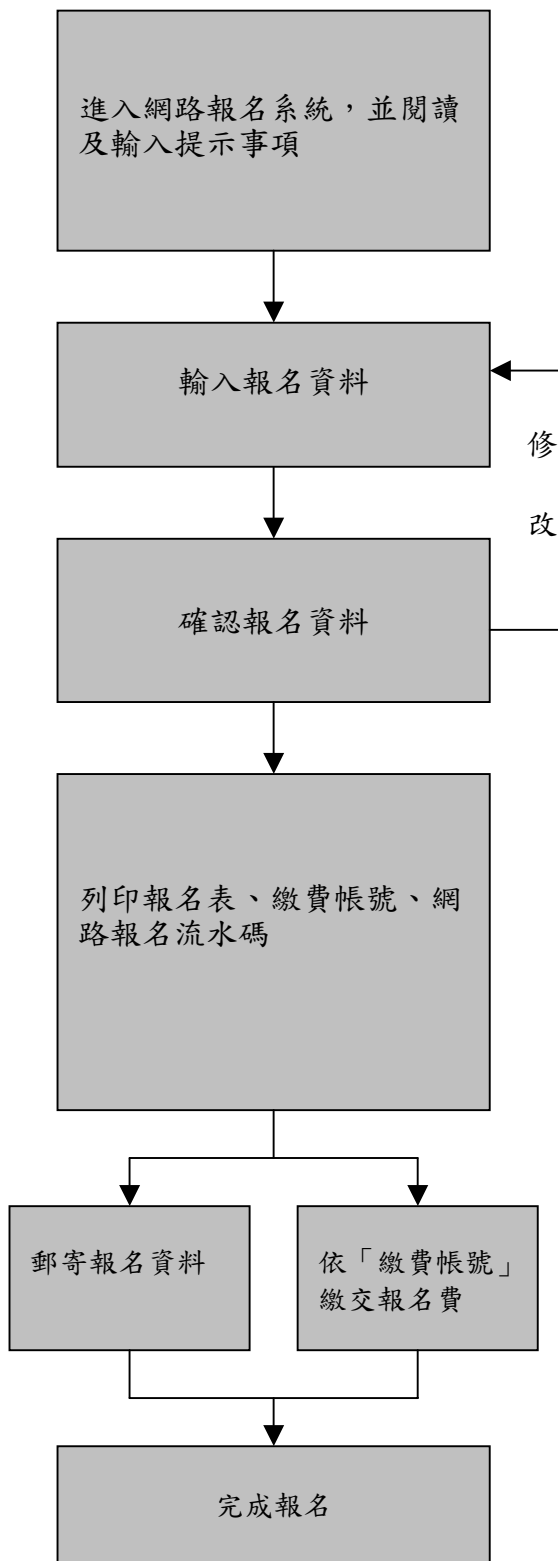 進入網路報名系統，並閱讀
及輸入提示事項
輸入報名資料
修
改
確認報名資料
列印報名表、繳費帳號、網
路報名流水碼
郵寄報名資料
依「繳費帳號」
繳交報名費
完成報名